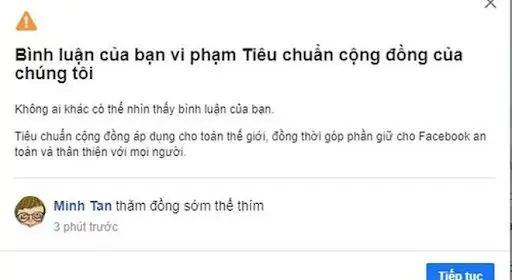 Bình luận của bạn vi phạm Tiêu chuẩn cộng đồng của
chúng tôi
Không ai khác có thể nhìn thấy bình luận của bạn.
Tiêu chuẩn cộng đồng áp dụng cho toàn thế giới, đồng thời góp phần giữ cho Facebook an
toàn và thân thiện với mọi người.
Minh Tan thăm đồng sớm thế thím
3 phút trước
Tiếp tục